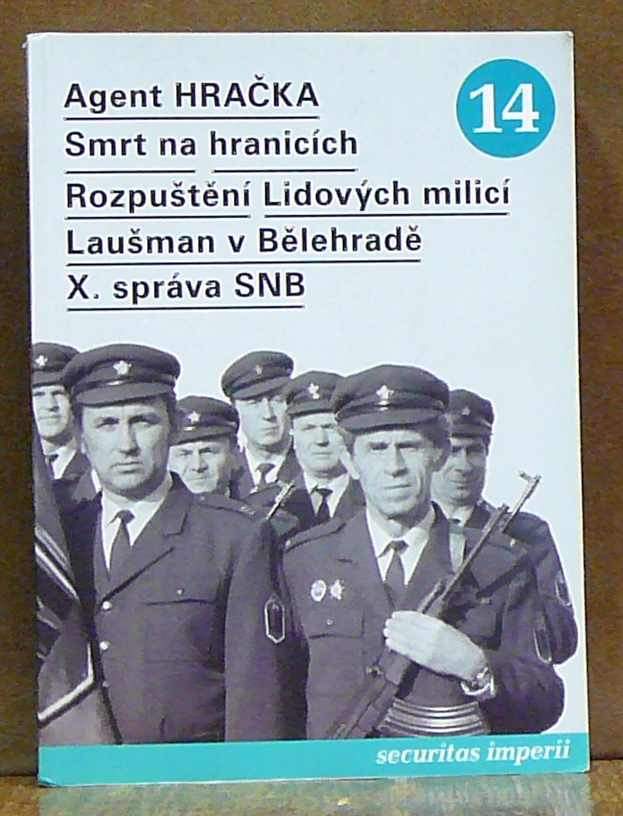 Agent HRAČKA
14
Smrt na hranicích
Rozpuštění Lidových milicí
Laušman v Bělehradě
X. správa SNB
securitas imperii